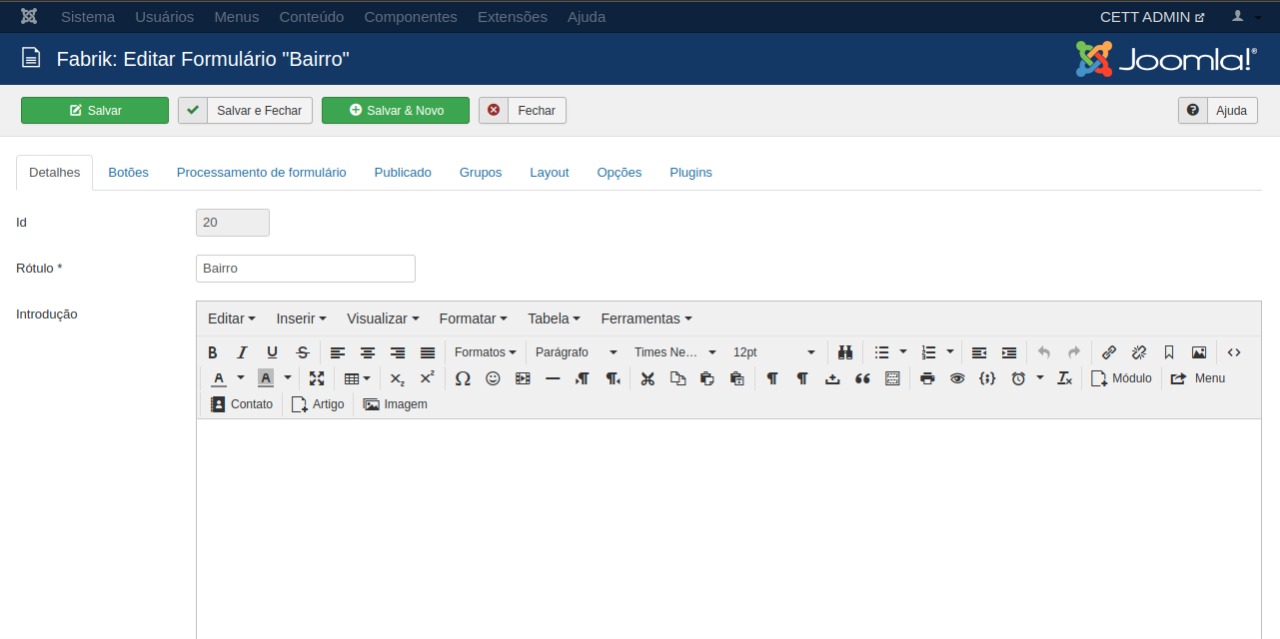 Sistema Usuários Menus Conteúdo Componentes Extensões Ajuda CETT ADMIN
Fabrik: Editar Formulário "Bairro" Joomla!®
Salvar Salvar e Fechar Salvar & Novo Fechar Ajuda
Detalhes Botões Processamento de formulário Publicado Grupos Layout Opções Plugins
Id 20
Rótulo * Bairro
Introdução
Editar Inserir Visualizar Formatar Tabela Ferramentas
B I U S Formatos Parágrafo Times Ne... 12pt
A A X₂ X² Ω Módulo Menu
Contato Artigo Imagem